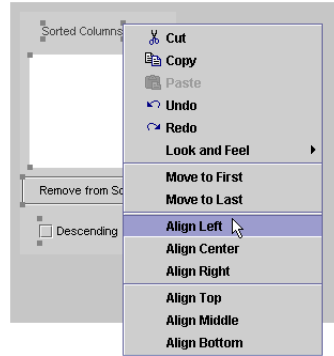 Sorted Columns
Cut
Copy
Paste
Undo
Redo
Look and Feel
Move to First
Remove from So
Move to Last
Align Left
Descending
Align Center
Align Right
Align Top
Align Middle
Align Bottom